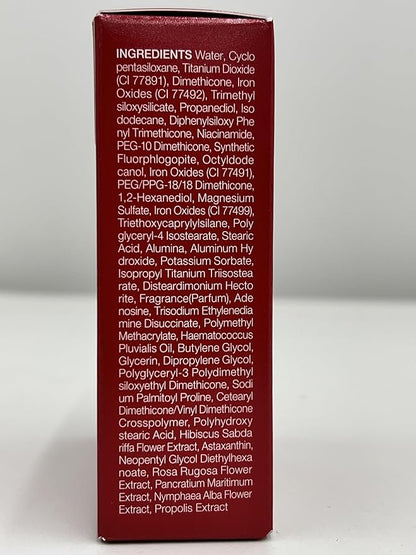 INGREDIENTS Water, Cyclo
pentasiloxane, Titanium Dioxide
(CI 77891), Dimethicone, Iron
Oxides (CI 77492), Trimethyl
siloxysilicate, Propanediol, Iso
dodecane, Diphenylsiloxy Phe
nyl Trimethicone, Niacinamide,
PEG-10 Dimethicone, Synthetic
Fluorphlogopite, Octyldode
canol, Iron Oxides (CI 77491),
PEG/PPG-18/18 Dimethicone,
1,2-Hexanediol, Magnesium
Sulfate, Iron Oxides (CI 77499),
Triethoxycaprylylsilane, Poly
glyceryl-4 Isostearate, Stearic
Acid, Alumina, Aluminum Hy
droxide, Potassium Sorbate,
Isopropyl Titanium Triisostea
rate, Disteardimonium Hecto
rite, Fragrance(Parfum), Ade
nosine, Trisodium Ethylenedia
mine Disuccinate, Polymethyl
Methacrylate, Haematococcus
Pluvialis Oil, Butylene Glycol,
Glycerin, Dipropylene Glycol,
Polyglyceryl-3 Polydimethyl
siloxyethyl Dimethicone, Sodi
um Palmitoyl Proline, Cetearyl
Dimethicone/Vinyl Dimethicone
Crosspolymer, Polyhydroxy
stearic Acid, Hibiscus Sabda
riffa Flower Extract, Astaxanthin,
Neopentyl Glycol Diethylhexa
noate, Rosa Rugosa Flower
Extract, Pancratium Maritimum
Extract, Nymphaea Alba Flower
Extract, Propolis Extract